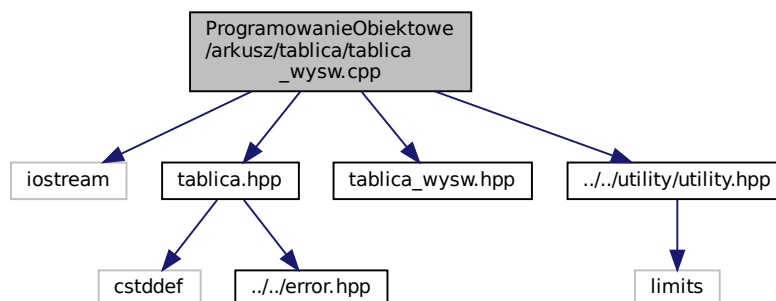 ProgramowanieObiektowe
/arkusz/tablica/tablica
_wysw.cpp
iostream
tablica.hpp
tablica_wysw.hpp
../../utility/utility.hpp
cstddef
../../error.hpp
limits